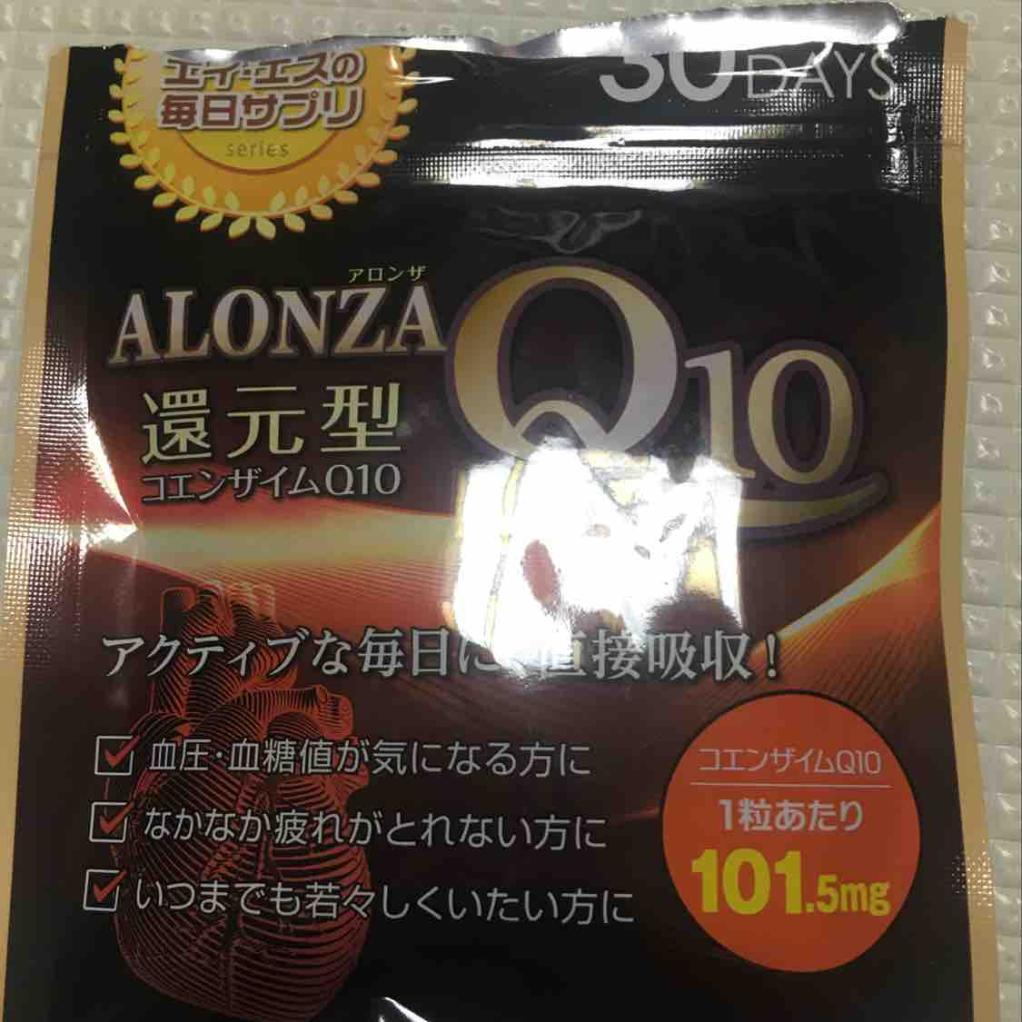 エイ・エスの
毎日サプリ
series
30 DAYS
アロンザ
ALONZA Q10
還元型
コエンザイムQ10
アクティブな毎日に、直接吸収!
血圧・血糖値が気になる方に
なかなか疲れがとれない方に
いつまでも若々しくいたい方に
コエンザイムQ10
1粒あたり
101.5mg